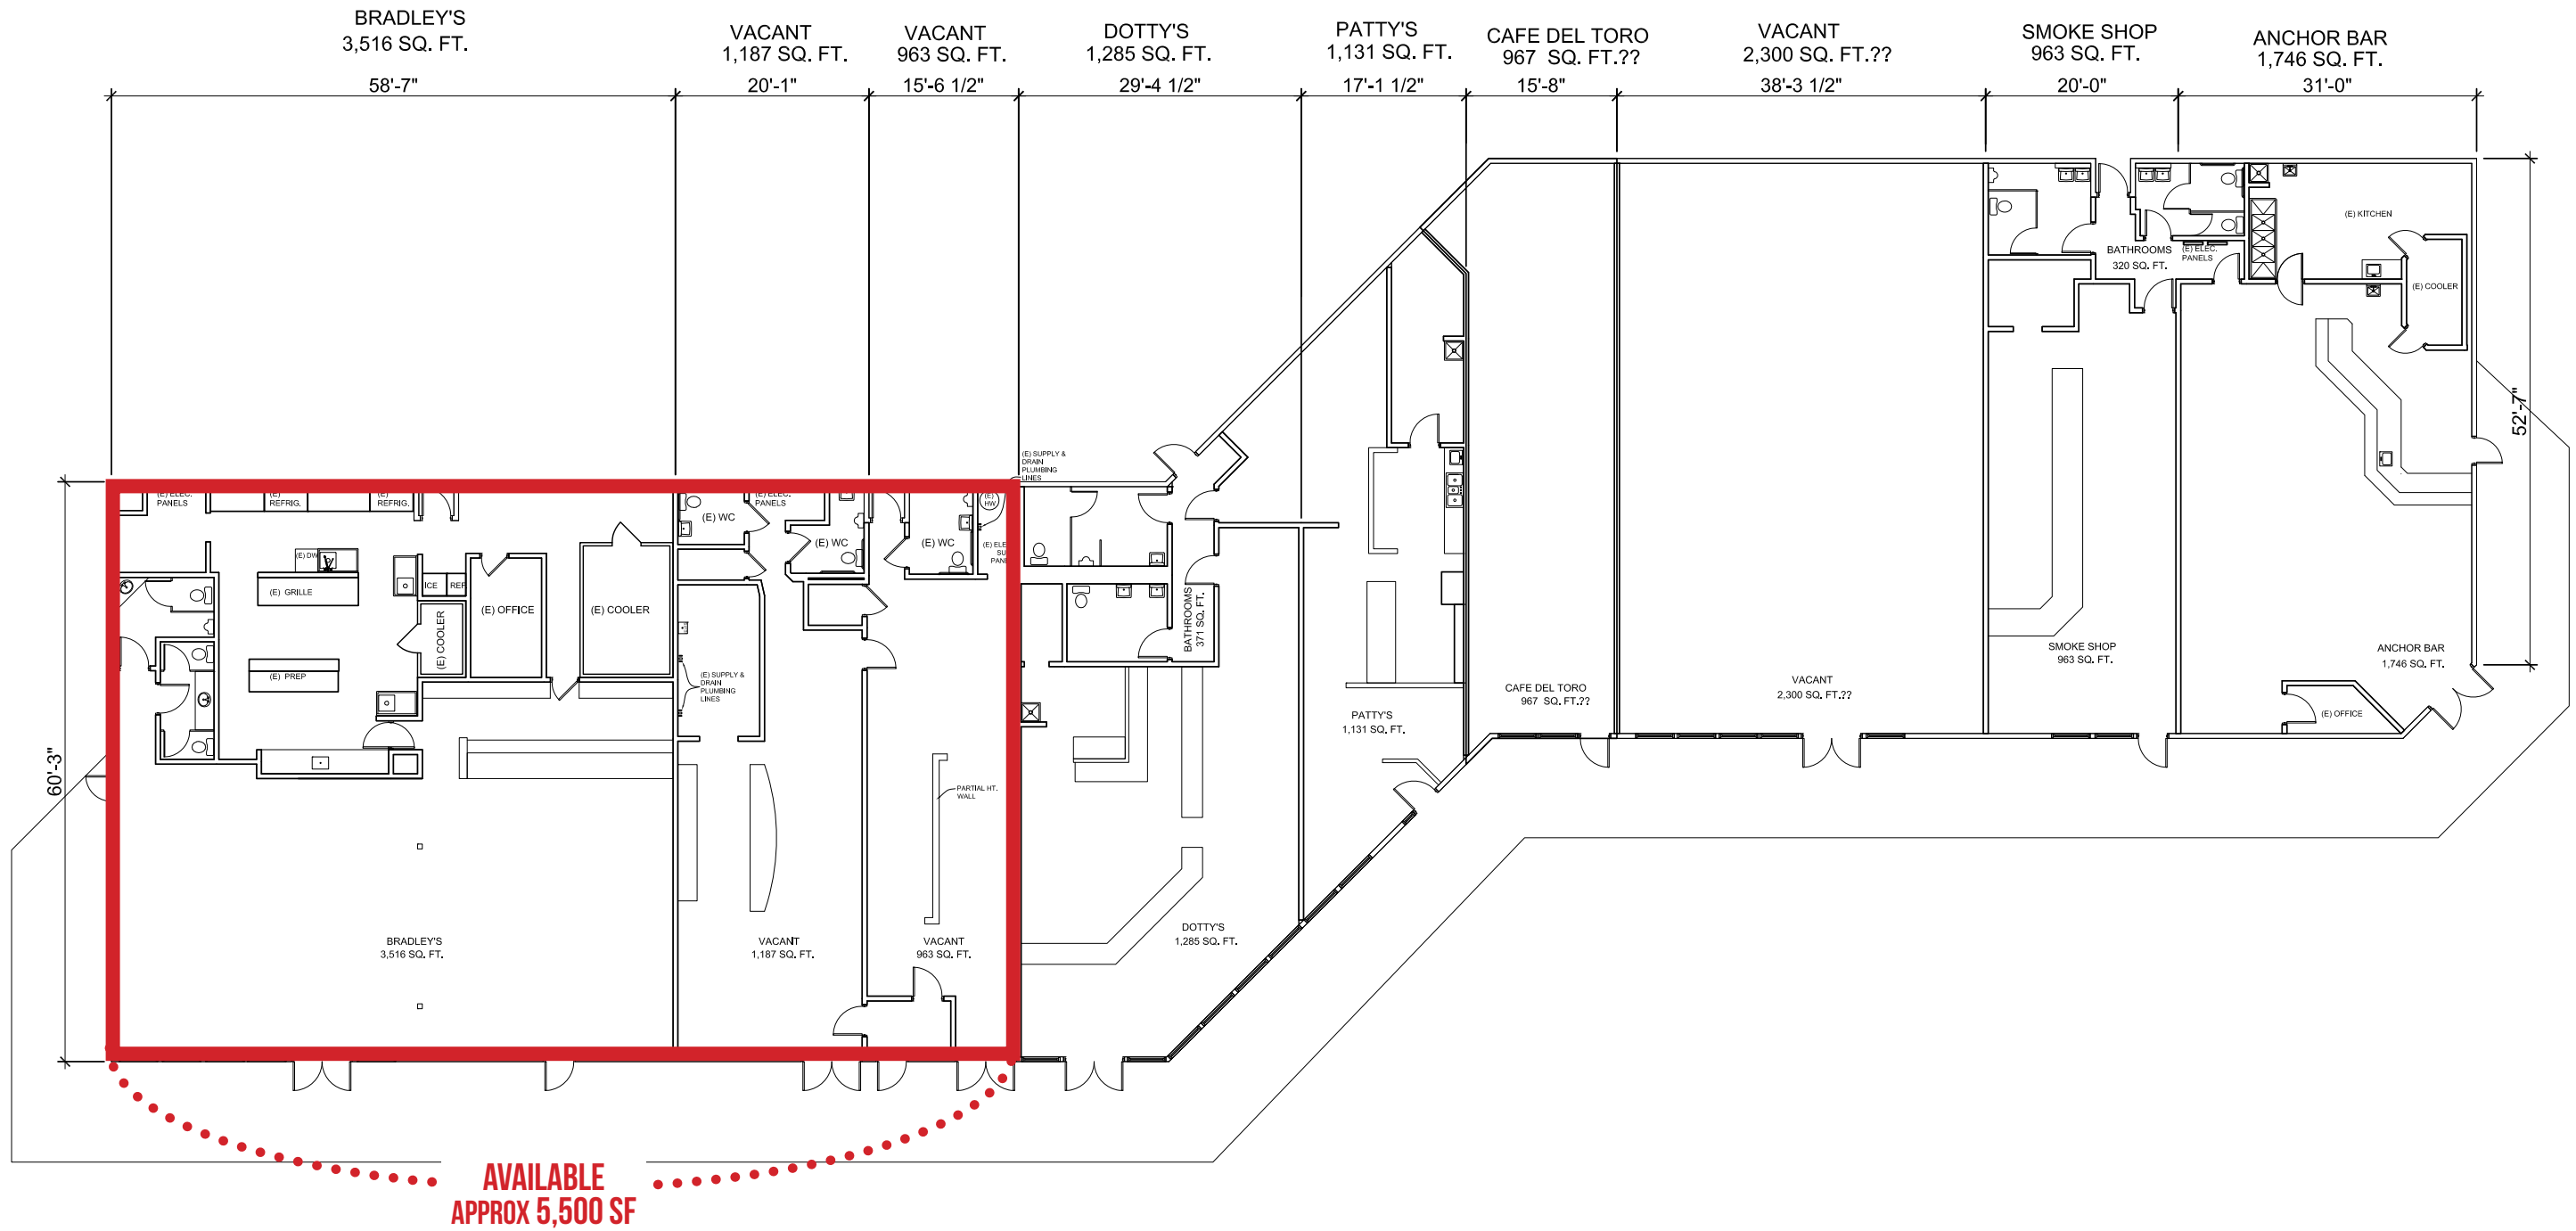 BRADLEY'S
3,516 SQ. FT.
VACANT
1,187 SQ. FT.
VACANT
963 SQ. FT.
DOTTY'S
1,285 SQ. FT.
PATTY'S
1,131 SQ. FT.
CAFE DEL TORO
967 SQ. FT.??
VACANT
2,300 SQ. FT.??
SMOKE SHOP
963 SQ. FT.
ANCHOR BAR
1,746 SQ. FT.
58'-7"
20'-1"
15'-6 1/2"
29'-4 1/2"
17'-1 1/2"
15'-8"
38'-3 1/2"
20'-0"
31'-0"
52'-7"
60'-3"
(E) KITCHEN
BATHROOMS
320 SQ. FT.
(E) ELEC.
PANELS
(E) COOLER
(E) SUPPLY &
DRAIN
PLUMBING
LINES
(E) ELEC.
PANELS
(E)
REFRIG.
(E)
REFRIG.
(E) WC
(E) ELEC.
PANELS
(E) WC
(E) WC
(E)
HW
(E) ELE
SU
PAN
(E) DW
(E) GRILLE
ICE
REF
(E) OFFICE
(E) COOLER
(E) COOLER
(E) PREP
(E) SUPPLY &
DRAIN
PLUMBING
LINES
BATHROOMS
371 SQ. FT.
PARTIAL HT.
WALL
SMOKE SHOP
963 SQ. FT.
ANCHOR BAR
1,746 SQ. FT.
VACANT
2,300 SQ. FT.??
CAFE DEL TORO
967 SQ. FT.??
PATTY'S
1,131 SQ. FT.
(E) OFFICE
BRADLEY'S
3,516 SQ. FT.
VACANT
1,187 SQ. FT.
VACANT
963 SQ. FT.
DOTTY'S
1,285 SQ. FT.
AVAILABLE
APPROX 5,500 SF